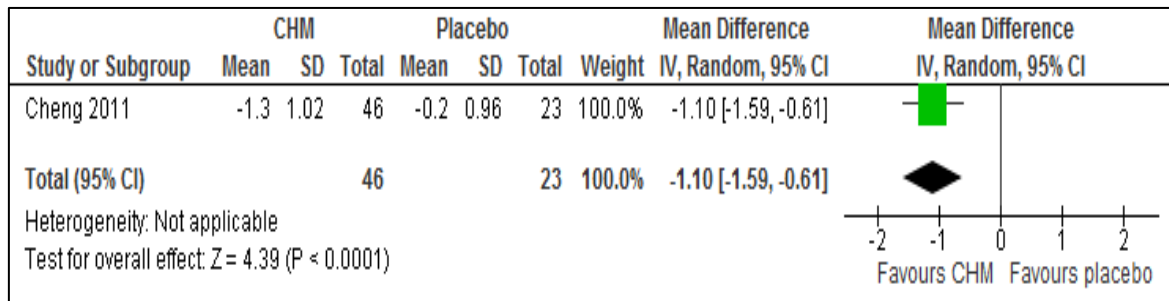 CHM Placebo Mean Difference Mean Difference
Study or Subgroup Mean SD Total Mean SD Total Weight IV, Random, 95% CI IV, Random, 95% CI
Cheng 2011 -1.3 1.02 46 -0.2 0.96 23 100.0% -1.10 [-1.59, -0.61]
Total (95% CI) 46 23 100.0% -1.10 [-1.59, -0.61]
Heterogeneity: Not applicable
Test for overall effect: Z = 4.39 (P < 0.0001)
-2 -1 0 1 2
Favours CHM Favours placebo